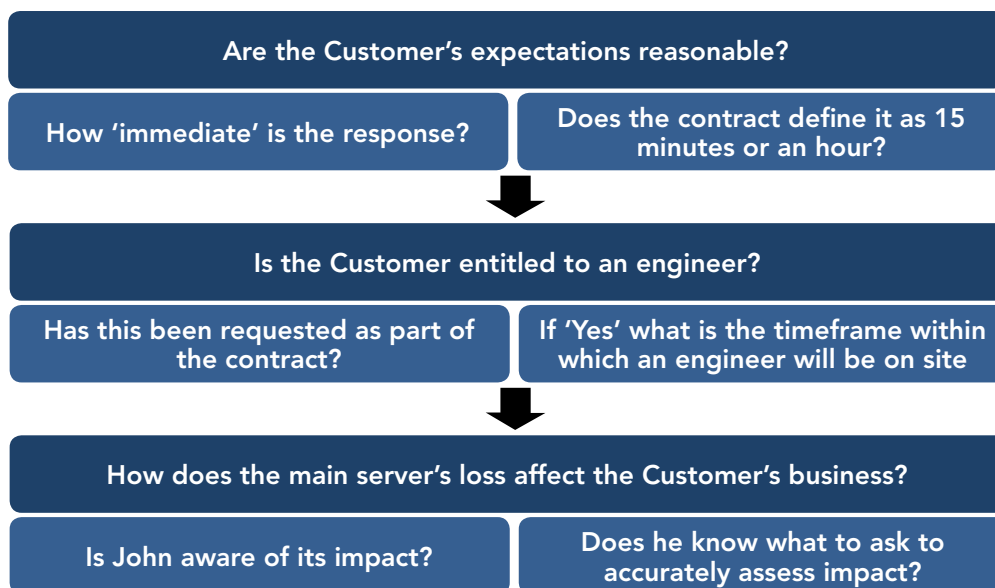 Are the Customer’s expectations reasonable?
How ‘immediate’ is the response?
Does the contract define it as 15
minutes or an hour?
Is the Customer entitled to an engineer?
Has this been requested as part of
the contract?
If ‘Yes’ what is the timeframe within
which an engineer will be on site
How does the main server’s loss affect the Customer’s business?
Is John aware of its impact?
Does he know what to ask to
accurately assess impact?